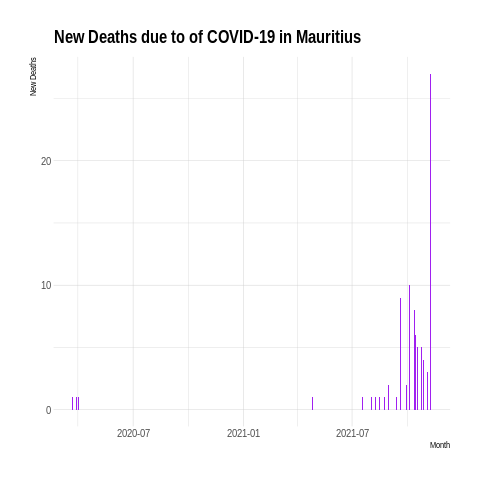 New Deaths due to of COVID-19 in Mauritius
New Deaths
20
10
0
2020-07 2021-01 2021-07
Month